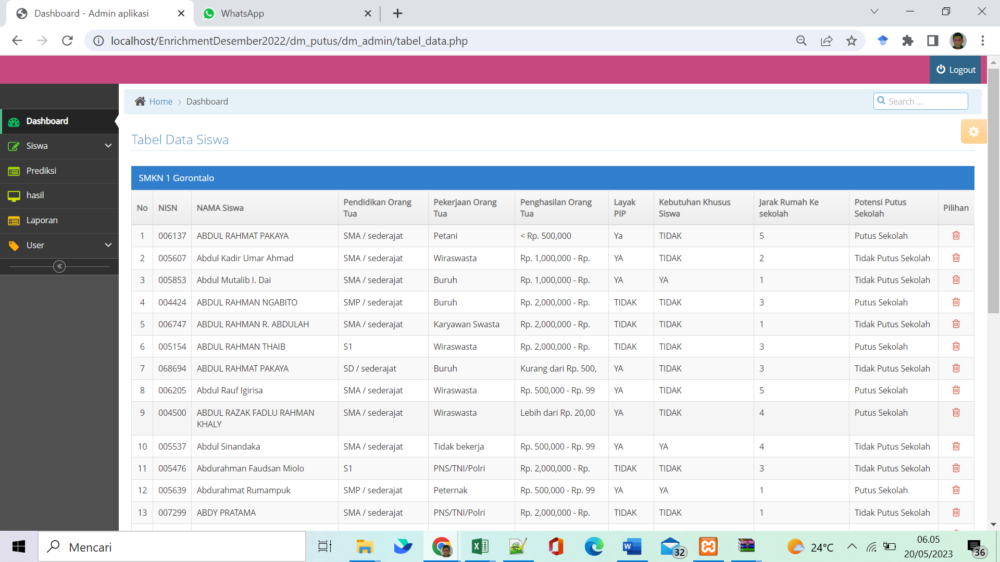 Dashboard - Admin aplikasi
WhatsApp
localhost/EnrichmentDesember2022/dm_putus/dm_admin/tabel_data.php
Logout
Home > Dashboard
Search ...
Dashboard
Siswa
Prediksi
hasil
Laporan
User
Tabel Data Siswa
SMKN 1 Gorontalo
No NISN NAMA Siswa Pendidikan Orang Tua Pekerjaan Orang Tua Penghasilan Orang Tua Layak PIP Kebutuhan Khusus Siswa Jarak Rumah Ke sekolah Potensi Putus Sekolah Pilihan
1 006137 ABDUL RAHMAT PAKAYA SMA / sederajat Petani < Rp. 500,000 Ya TIDAK 5 Putus Sekolah
2 005607 Abdul Kadir Umar Ahmad SMA / sederajat Wiraswasta Rp. 1,000,000 - Rp. YA TIDAK 2 Tidak Putus Sekolah
3 005853 Abdul Mutalib I. Dai SMA / sederajat Buruh Rp. 1,000,000 - Rp. YA YA 1 Tidak Putus Sekolah
4 004424 ABDUL RAHMAN NGABITO SMP / sederajat Buruh Rp. 2,000,000 - Rp. TIDAK TIDAK 3 Putus Sekolah
5 006747 ABDUL RAHMAN R. ABDULAH SMA / sederajat Karyawan Swasta Rp. 2,000,000 - Rp. TIDAK TIDAK 1 Tidak Putus Sekolah
6 005154 ABDUL RAHMAN THAIB S1 Wiraswasta Rp. 2,000,000 - Rp. TIDAK TIDAK 3 Putus Sekolah
7 068694 ABDUL RAHMAT PAKAYA SD / sederajat Buruh Kurang dari Rp. 500, YA TIDAK 3 Tidak Putus Sekolah
8 006205 Abdul Rauf Igirisa SMA / sederajat Wiraswasta Rp. 500,000 - Rp. 99 YA TIDAK 5 Putus Sekolah
9 004500 ABDUL RAZAK FADLU RAHMAN KHALY SMA / sederajat Wiraswasta Lebih dari Rp. 20,00 YA TIDAK 4 Putus Sekolah
10 005537 Abdul Sinandaka SMA / sederajat Tidak bekerja Rp. 500,000 - Rp. 99 YA YA 4 Tidak Putus Sekolah
11 005476 Abdurahman Faudsan Miolo S1 PNS/TNI/Polri Rp. 2,000,000 - Rp. TIDAK TIDAK 3 Tidak Putus Sekolah
12 005639 Abdurahmat Rumampuk SMP / sederajat Peternak Rp. 500,000 - Rp. 99 YA YA 1 Putus Sekolah
13 007299 ABDY PRATAMA SMA / sederajat PNS/TNI/Polri Rp. 2,000,000 - Rp. TIDAK TIDAK 1 Tidak Putus Sekolah
Mencari
32
24°C
06.05
20/05/2023
36